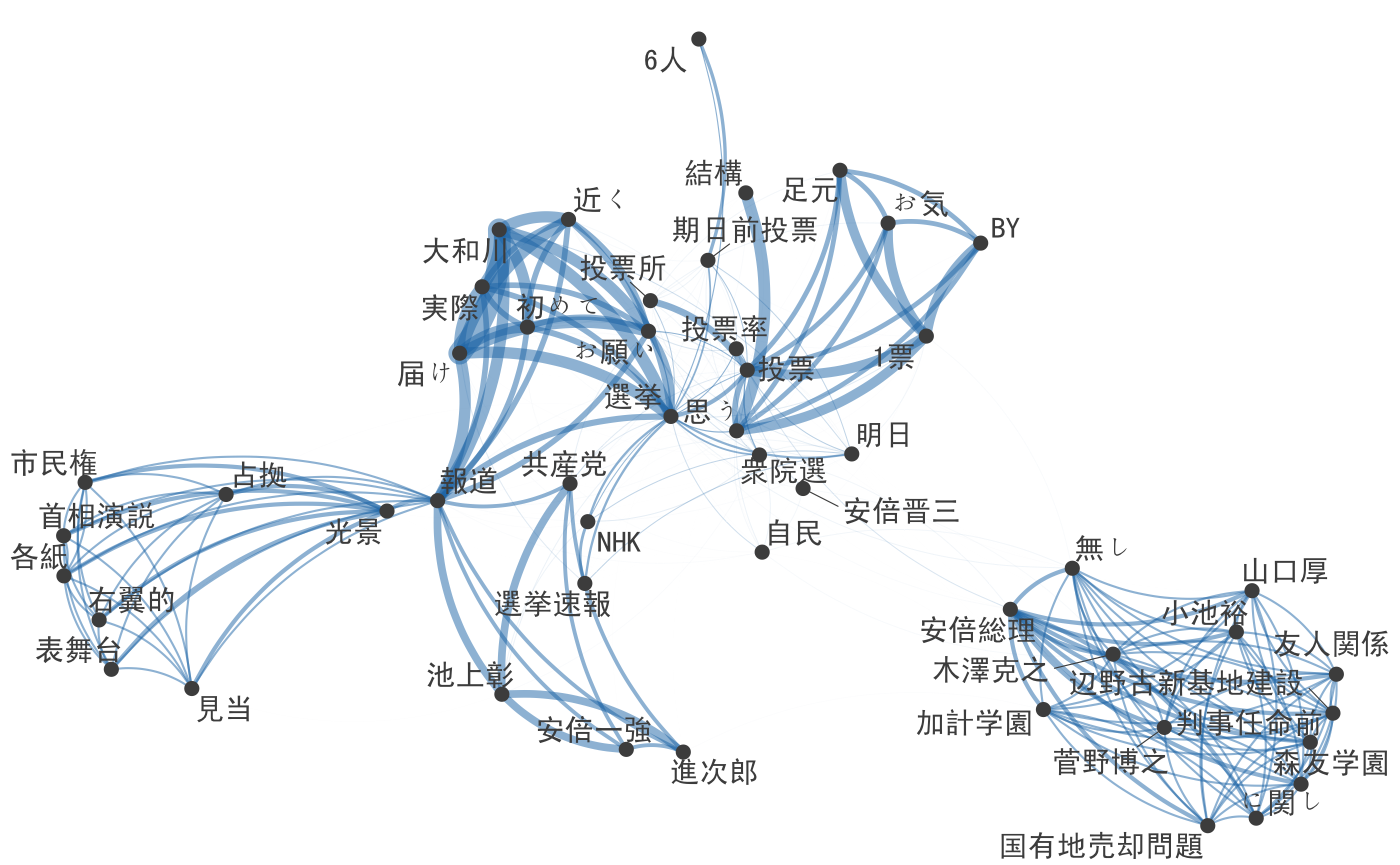 6人
結構
足元
お気
BY
期日前投票
近く
大和川
投票所
実際
初めて
投票率
お願い
1票
届け
投票
選挙
思う
明日
市民権
占拠
報道
共産党
衆院選
首相演説
光景
安倍晋三
各紙
NHK
自民
無し
右翼的
選挙速報
山口厚
小池裕
表舞台
安倍総理
友人関係
木澤克之
池上彰
辺野古新基地建設
見当
加計学園
判事任命前
安倍一強
菅野博之
森友学園
進次郎
に関し
国有地売却問題